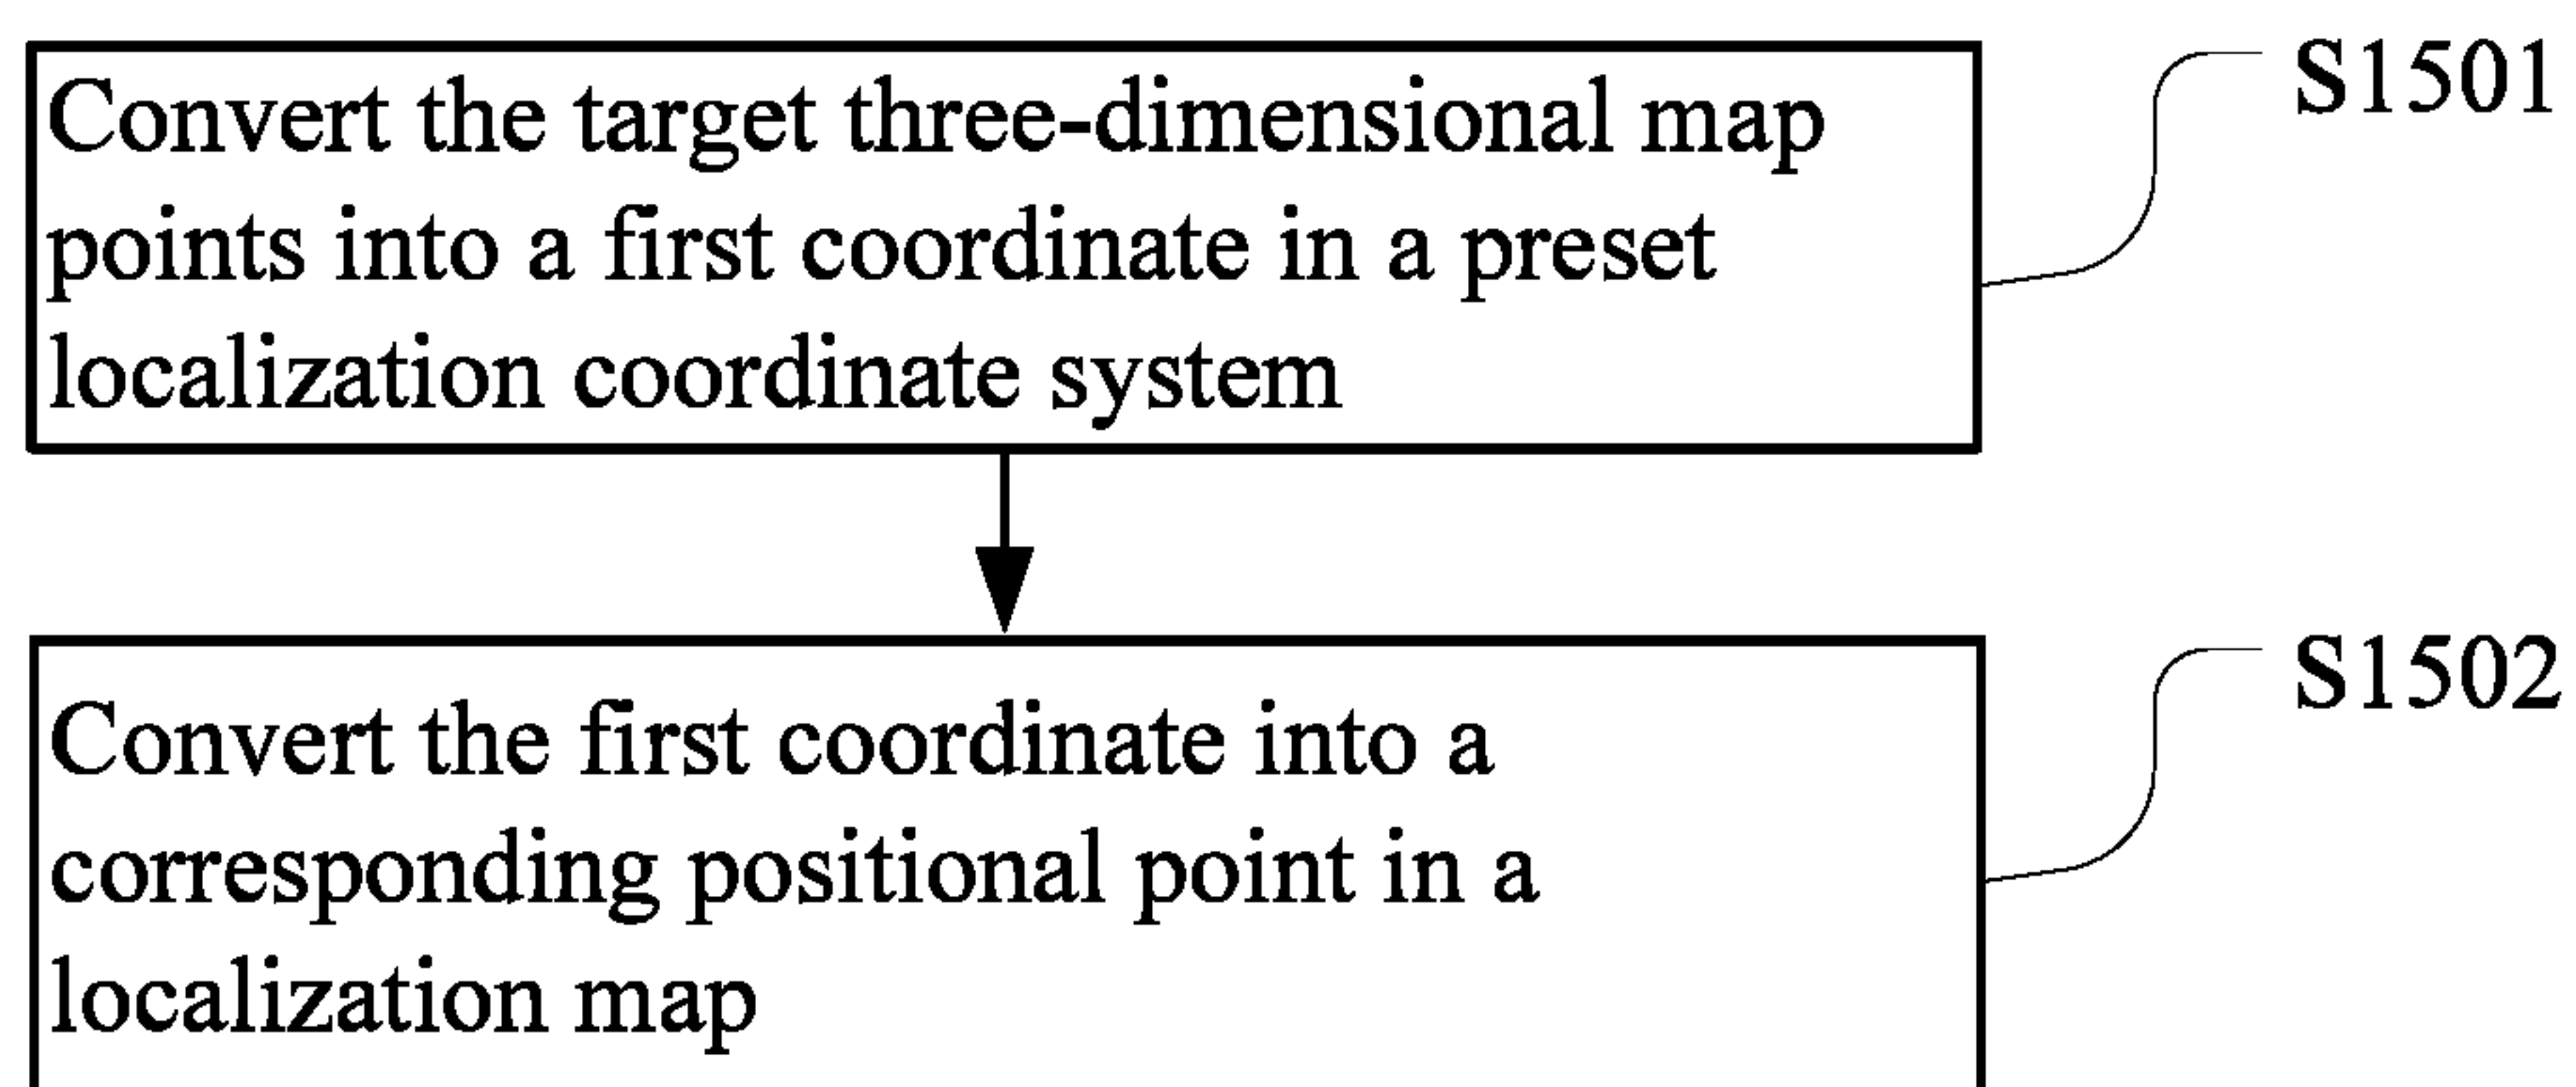 Convert the target three-dimensional map
points into a first coordinate in a preset
localization coordinate system
S1501
Convert the first coordinate into a
corresponding positional point in a
localization map
S1502